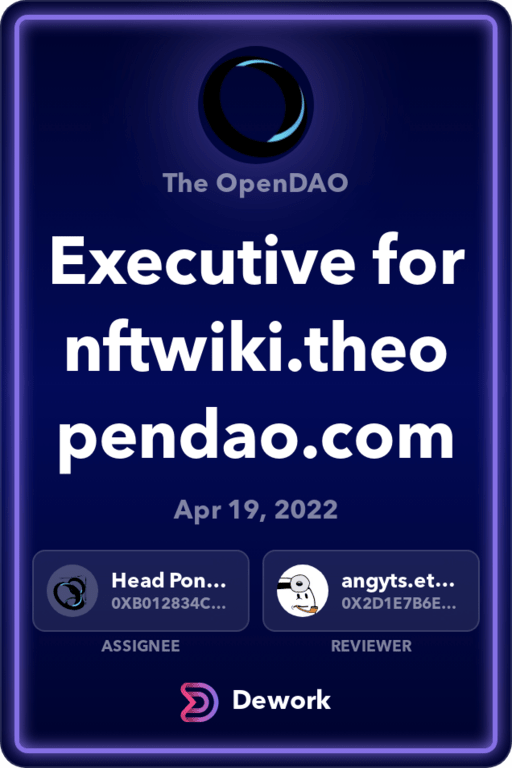 The OpenDAO
Executive for
nftwiki.theo
pendao.com
Apr 19, 2022
Head Pon...
0XB012834C...
ASSIGNEE
angyts.et...
0X2D1E7B6E...
REVIEWER
Dework